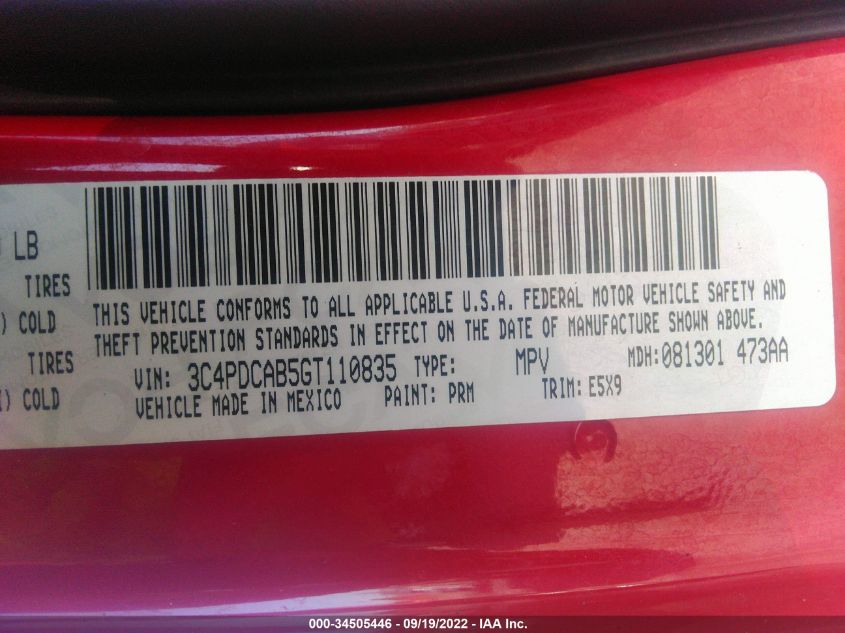 LB
TIRES
) COLD
TIRES
) COLD
THIS VEHICLE CONFORMS TO ALL APPLICABLE U.S.A. FEDERAL MOTOR VEHICLE SAFETY AND
THEFT PREVENTION STANDARDS IN EFFECT ON THE DATE OF MANUFACTURE SHOWN ABOVE.
VIN: 3C4PDCAB5GT110835 TYPE: MPV MDH:081301 473AA
VEHICLE MADE IN MEXICO PAINT: PRM TRIM: E5X9
000-34505446 - 09/19/2022 - IAA Inc.